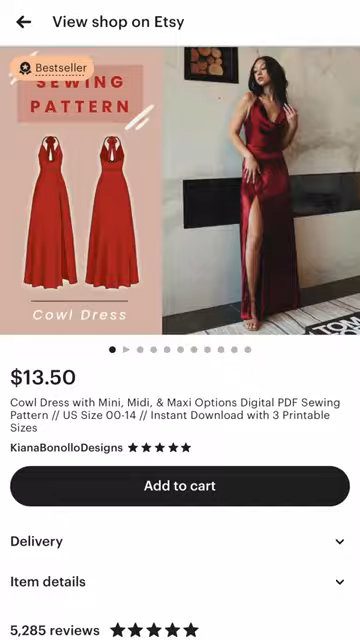 View shop on Etsy
Bestseller
SEWING
PATTERN
Cowl Dress
$13.50
Cowl Dress with Mini, Midi, & Maxi Options Digital PDF Sewing
Pattern // US Size 00-14 // Instant Download with 3 Printable
Sizes
KianaBonolloDesigns
Add to cart
Delivery
Item details
5,285 reviews